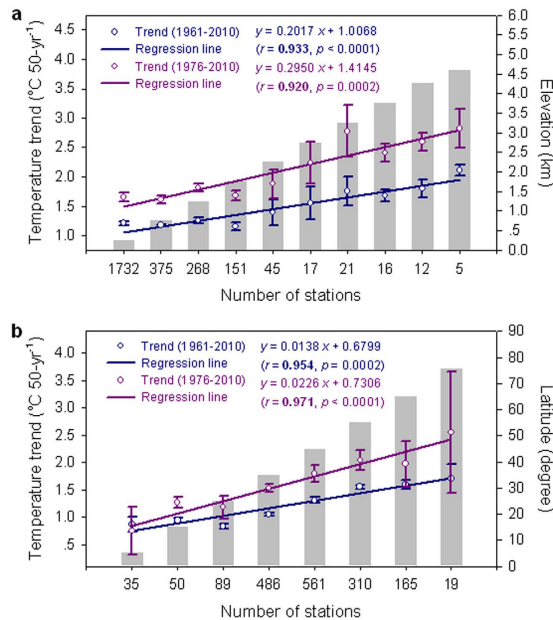 a
Trend (1961-2010) y = 0.2017 x + 1.0068
Regression line (r = 0.933, p < 0.0001)
Trend (1976-2010) y = 0.2950 x + 1.4145
Regression line (r = 0.920, p = 0.0002)
Temperature trend (°C 50-yr⁻¹)
4.5
4.0
3.5
3.0
2.5
2.0
1.5
1.0
6.0
5.5
5.0
4.5
4.0
3.5
3.0
2.5
2.0
1.5
1.0
.5
0.0
Elevation (km)
1732 375 268 151 45 17 21 16 12 5
Number of stations
b
Trend (1961-2010) y = 0.0138 x + 0.6799
Regression line (r = 0.954, p = 0.0002)
Trend (1976-2010) y = 0.0226 x + 0.7306
Regression line (r = 0.971, p < 0.0001)
Temperature trend (°C 50-yr⁻¹)
4.0
3.5
3.0
2.5
2.0
1.5
1.0
.5
90
80
70
60
50
40
30
20
10
0
Latitude (degree)
35 50 89 486 561 310 165 19
Number of stations